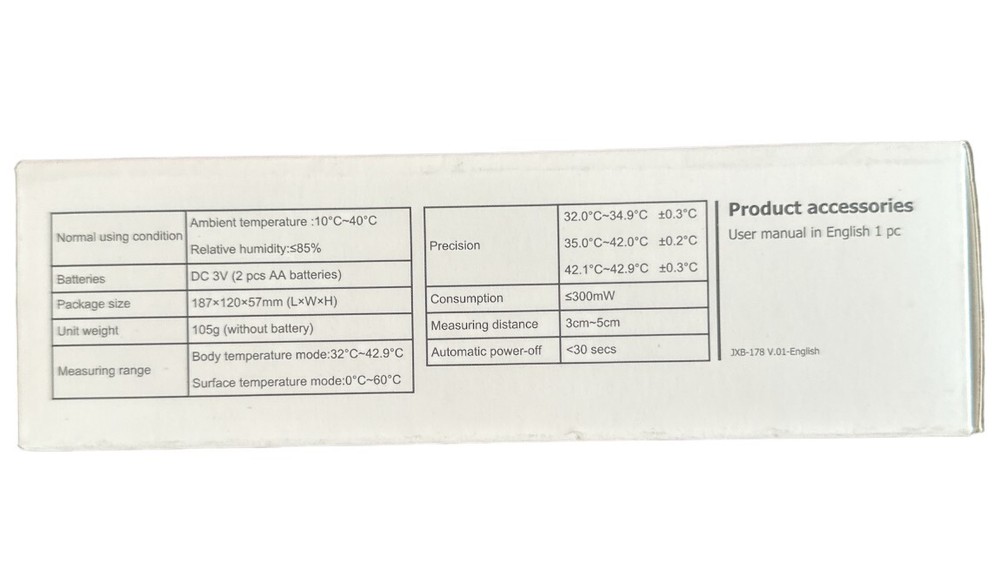 Normal using condition
Ambient temperature :10°C~40°C
Relative humidity:≤85%
Batteries
DC 3V (2 pcs AA batteries)
Package size
187×120×57mm (L×W×H)
Unit weight
105g (without battery)
Measuring range
Body temperature mode:32°C~42.9°C
Surface temperature mode:0°C~60°C
Precision
32.0°C~34.9°C ±0.3°C
35.0°C~42.0°C ±0.2°C
42.1°C~42.9°C ±0.3°C
Consumption
≤300mW
Measuring distance
3cm~5cm
Automatic power-off
<30 secs
Product accessories
User manual in English 1 pc
JXB-178 V.01-English